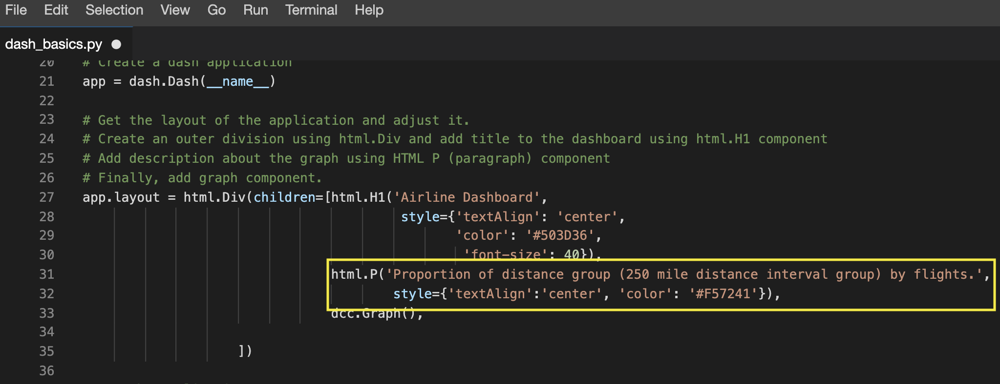 File Edit Selection View Go Run Terminal Help
dash_basics.py
20 # Create a dash application
21 app = dash.Dash(__name__)
22
23 # Get the layout of the application and adjust it.
24 # Create an outer division using html.Div and add title to the dashboard using html.H1 component
25 # Add description about the graph using HTML P (paragraph) component
26 # Finally, add graph component.
27 app.layout = html.Div(children=[html.H1('Airline Dashboard',
28 style={'textAlign': 'center',
29 'color': '#503D36',
30 'font-size': 40}),
31 html.P('Proportion of distance group (250 mile distance interval group) by flights.',
32 style={'textAlign':'center', 'color': '#F57241'}),
33 dcc.Graph(),
34
35 ])
36